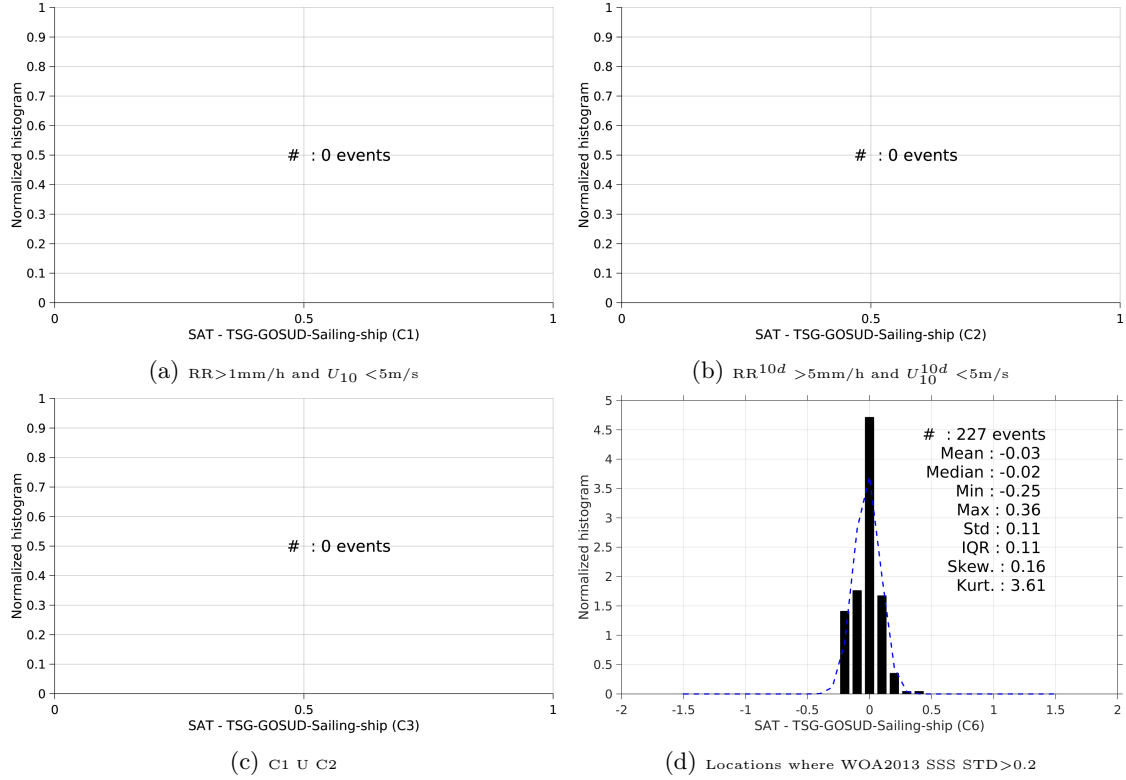 1
0.9
0.8
0.7
0.6
0.5
0.4
0.3
0.2
0.1
0
Normalized histogram
# : 0 events
0 0.5 1
SAT - TSG-GOSUD-Sailing-ship (C1)
(a) RR>1mm/h and U10 <5m/s
1
0.9
0.8
0.7
0.6
0.5
0.4
0.3
0.2
0.1
0
Normalized histogram
# : 0 events
0 0.5 1
SAT - TSG-GOSUD-Sailing-ship (C2)
(b) RR10d >5mm/h and U10d10 <5m/s
1
0.9
0.8
0.7
0.6
0.5
0.4
0.3
0.2
0.1
0
Normalized histogram
# : 0 events
0 0.5 1
SAT - TSG-GOSUD-Sailing-ship (C3)
(c) C1 U C2
5
4.5
4
3.5
3
2.5
2
1.5
1
0.5
0
Normalized histogram
# : 227 events
Mean : -0.03
Median : -0.02
Min : -0.25
Max : 0.36
Std : 0.11
IQR : 0.11
Skew. : 0.16
Kurt. : 3.61
-2 -1.5 -1 -0.5 0 0.5 1 1.5 2
SAT - TSG-GOSUD-Sailing-ship (C6)
(d) Locations where WOA2013 SSS STD>0.2